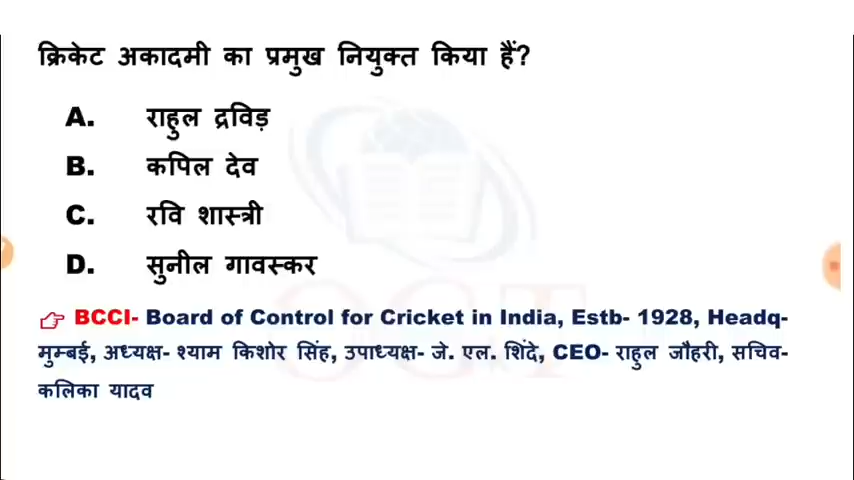 क्रिकेट अकादमी का प्रमुख नियुक्त किया हैं?
A. राहुल द्रविड़
B. कपिल देव
C. रवि शास्त्री
D. सुनील गावस्कर
BCCI- Board of Control for Cricket in India, Estb- 1928, Headq-
मुम्बई, अध्यक्ष- श्याम किशोर सिंह, उपाध्यक्ष- जे. एल. शिंदे, CEO- राहुल जौहरी, सचिव-
कलिका यादव